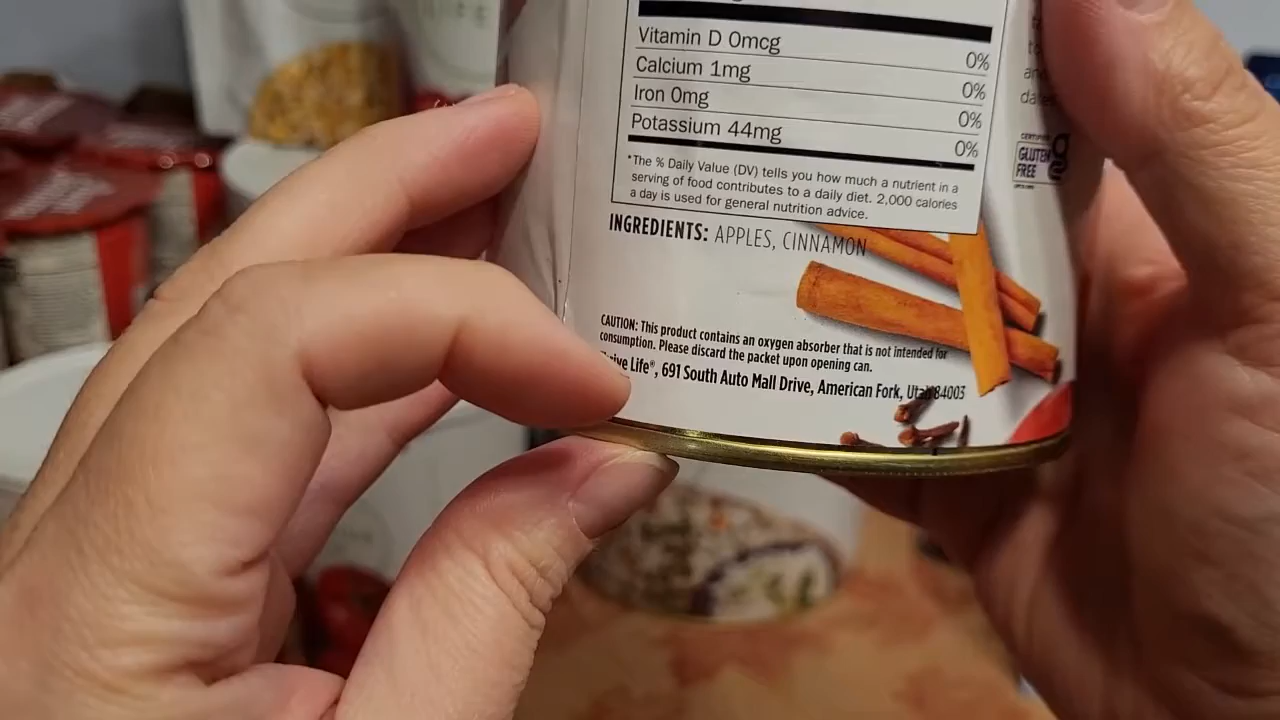 LIFE
Vitamin D 0mcg 0%
Calcium 1mg 0%
Iron 0mg 0%
Potassium 44mg 0%
*The % Daily Value (DV) tells you how much a nutrient in a
serving of food contributes to a daily diet. 2,000 calories
a day is used for general nutrition advice.
INGREDIENTS: APPLES, CINNAMON
CAUTION: This product contains an oxygen absorber that is not intended for
consumption. Please discard the packet upon opening can.
Life®, 691 South Auto Mall Drive, American Fork, Utah 84003
CERTIFIED
GLUTEN
FREE